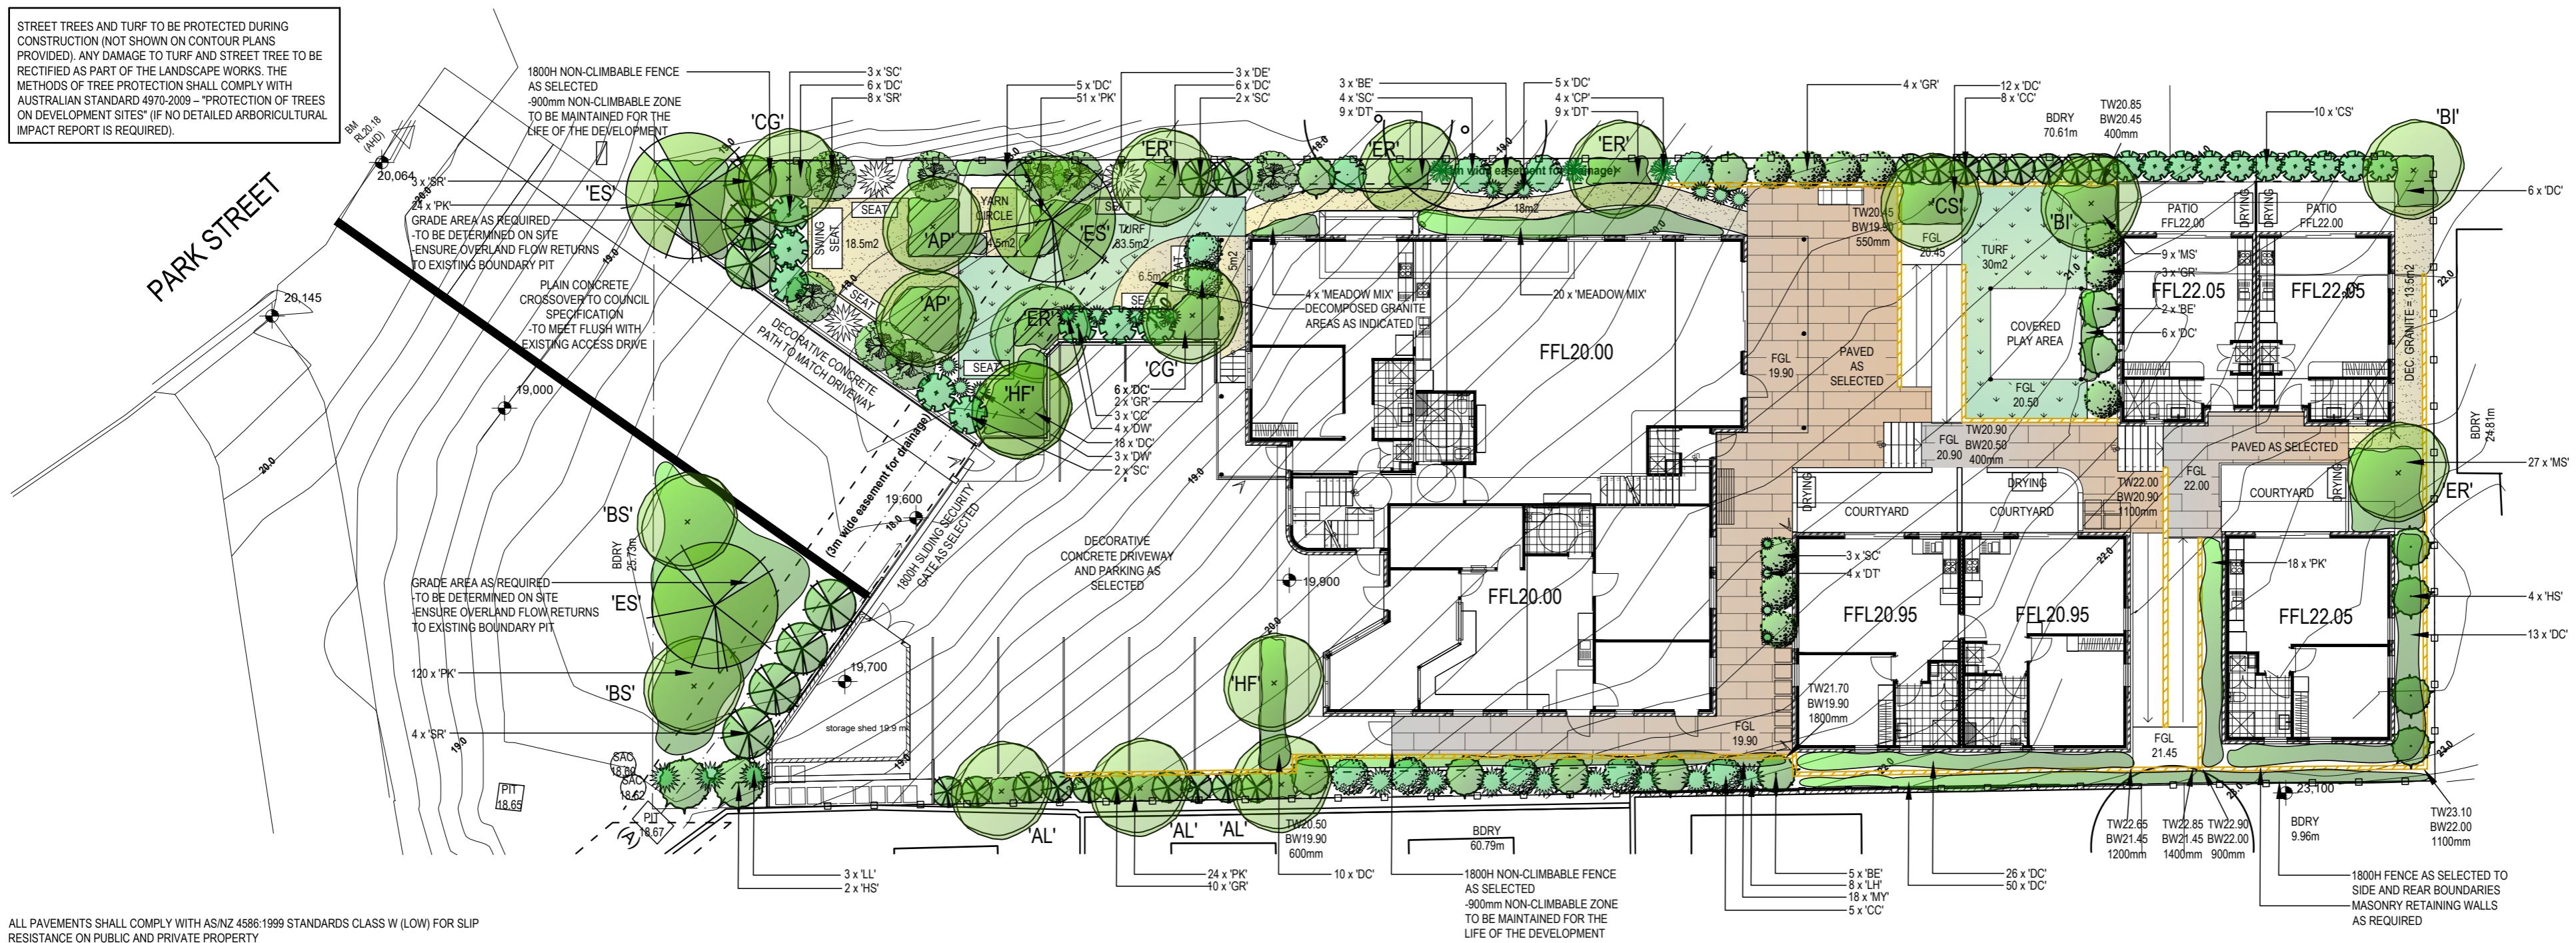 STREET TREES AND TURF TO BE PROTECTED DURING
CONSTRUCTION (NOT SHOWN ON CONTOUR PLANS
PROVIDED). ANY DAMAGE TO TURF AND STREET TREE TO BE
RECTIFIED AS PART OF THE LANDSCAPE WORKS. THE
METHODS OF TREE PROTECTION SHALL COMPLY WITH
AUSTRALIAN STANDARD 4970-2009 – "PROTECTION OF TREES
ON DEVELOPMENT SITES" (IF NO DETAILED ARBORICULTURAL
IMPACT REPORT IS REQUIRED).
BM
RL20.18
(AHD)
20,064
PARK STREET
20,145
19,000
1800H NON-CLIMBABLE FENCE
AS SELECTED
-900mm NON-CLIMBABLE ZONE
TO BE MAINTAINED FOR THE
LIFE OF THE DEVELOPMENT
3 x 'SR'
24 x 'PK'
GRADE AREA AS REQUIRED
-TO BE DETERMINED ON SITE
-ENSURE OVERLAND FLOW RETURNS
TO EXISTING BOUNDARY PIT
PLAIN CONCRETE
CROSSOVER TO COUNCIL
SPECIFICATION
-TO MEET FLUSH WITH
EXISTING ACCESS DRIVE
'CG'
'ES'
3 x 'SC'
6 x 'DC'
8 x 'SR'
5 x 'DC'
51 x 'PK'
3 x 'DE'
6 x 'DC'
2 x 'SC'
3 x 'BE'
4 x 'SC'
9 x 'DT'
5 x 'DC'
4 x 'CP'
9 x 'DT'
4 x 'GR'
12 x 'DC'
8 x 'CC'
TW20.85
BW20.45
400mm
BDRY
70.61m
10 x 'CS'
'BI'
6 x 'DC'
'ER'
'ER'
'ER'
SEAT
SWING
SEAT
18.5m2
YARN
CIRCLE
4.5m2
SEAT
'AP'
'ES'
TURF
83.5m2
6.5m2
SEAT
SEAT
'AP'
'ER'
SEAT
SEAT
'CG'
'HF'
DECORATIVE CONCRETE
PATH TO MATCH DRIVEWAY
6 x 'DC'
2 x 'GR'
3 x 'CC'
4 x 'DW'
18 x 'DC'
3 x 'DW'
2 x 'SC'
18m2
4 x 'MEADOW MIX'
DECOMPOSED GRANITE
AREAS AS INDICATED
20 x 'MEADOW MIX'
FFL20.00
TW20.45
BW19.90
550mm
FGL
20.45
FGL
19.90
PAVED
AS
SELECTED
'CS'
'BI'
TURF
30m2
COVERED
PLAY AREA
FGL
20.50
9 x 'MS'
3 x 'GR'
2 x 'BE'
6 x 'DC'
PATIO
FFL22.00
DRYING
DRYING
PATIO
FFL22.00
FFL22.05
FFL22.05
DEC. GRANITE = 13.5m2
BDRY
24.81m
TW20.90
BW20.50
400mm
FGL
20.90
PAVED AS SELECTED
FGL
22.00
27 x 'MS'
'ER'
DRYING
COURTYARD
DRYING
COURTYARD
TW22.00
BW20.90
1100mm
COURTYARD
DRYING
3 x 'SC'
4 x 'DT'
FFL20.95
FFL20.95
18 x 'PK'
FFL22.05
4 x 'HS'
13 x 'DC'
TW21.70
BW19.90
1800mm
FGL
19.90
FGL
21.45
FFL20.00
(3m wide easement for drainage)
19,600
1800H SLIDING SECURITY
GATE AS SELECTED
DECORATIVE
CONCRETE DRIVEWAY
AND PARKING AS
SELECTED
19,900
'BS'
BDRY
25.73m
GRADE AREA AS REQUIRED
-TO BE DETERMINED ON SITE
-ENSURE OVERLAND FLOW RETURNS
TO EXISTING BOUNDARY PIT
'ES'
120 x 'PK'
'BS'
4 x 'SR'
19,700
storage shed 19.9 m
'HF'
SAC
18.60
SAC
18.62
PIT
18.65
PIT
18.67
(A)
'AL'
'AL'
'AL'
TW20.50
BW19.90
600mm
BDRY
60.79m
23,100
TW22.65
BW21.45
1200mm
TW22.85
BW21.45
1400mm
TW22.90
BW22.00
900mm
BDRY
9.96m
TW23.10
BW22.00
1100mm
3 x 'LL'
2 x 'HS'
24 x 'PK'
10 x 'GR'
10 x 'DC'
1800H NON-CLIMBABLE FENCE
AS SELECTED
-900mm NON-CLIMBABLE ZONE
TO BE MAINTAINED FOR THE
LIFE OF THE DEVELOPMENT
5 x 'BE'
8 x 'LH'
18 x 'MY'
5 x 'CC'
26 x 'DC'
50 x 'DC'
1800H FENCE AS SELECTED TO
SIDE AND REAR BOUNDARIES
MASONRY RETAINING WALLS
AS REQUIRED
ALL PAVEMENTS SHALL COMPLY WITH AS/NZ 4586:1999 STANDARDS CLASS W (LOW) FOR SLIP
RESISTANCE ON PUBLIC AND PRIVATE PROPERTY